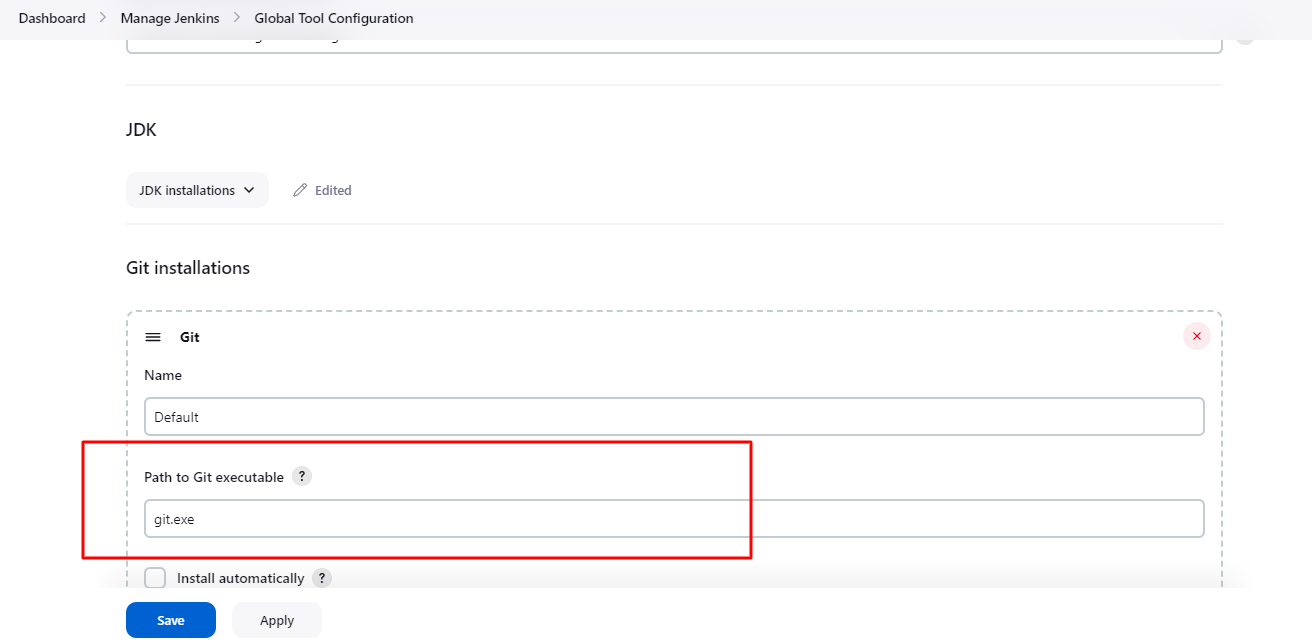 Dashboard > Manage Jenkins > Global Tool Configuration
JDK
JDK installations Edited
Git installations
Git
Name
Default
Path to Git executable ?
git.exe
Install automatically ?
Save Apply